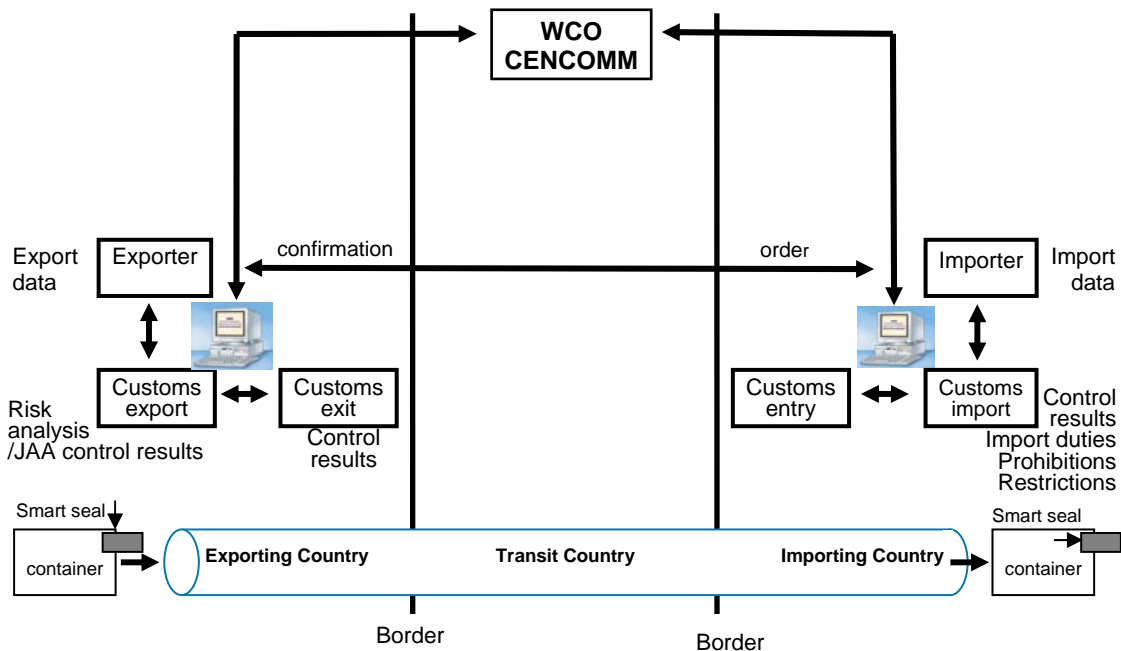 WCO
CENCOMM
confirmation
order
Export
data
Exporter
Importer
Import
data
Customs
export
Customs
exit
Customs
entry
Customs
import
Risk
analysis
/JAA control results
Control
results
Control
results
Import duties
Prohibitions
Restrictions
Smart seal
container
Exporting Country
Transit Country
Importing Country
Smart seal
container
Border
Border